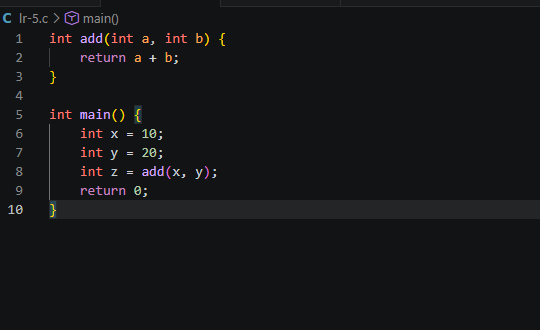 C lr-5.c > main()
1 int add(int a, int b) {
2     return a + b;
3 }
4
5 int main() {
6     int x = 10;
7     int y = 20;
8     int z = add(x, y);
9     return 0;
10 }